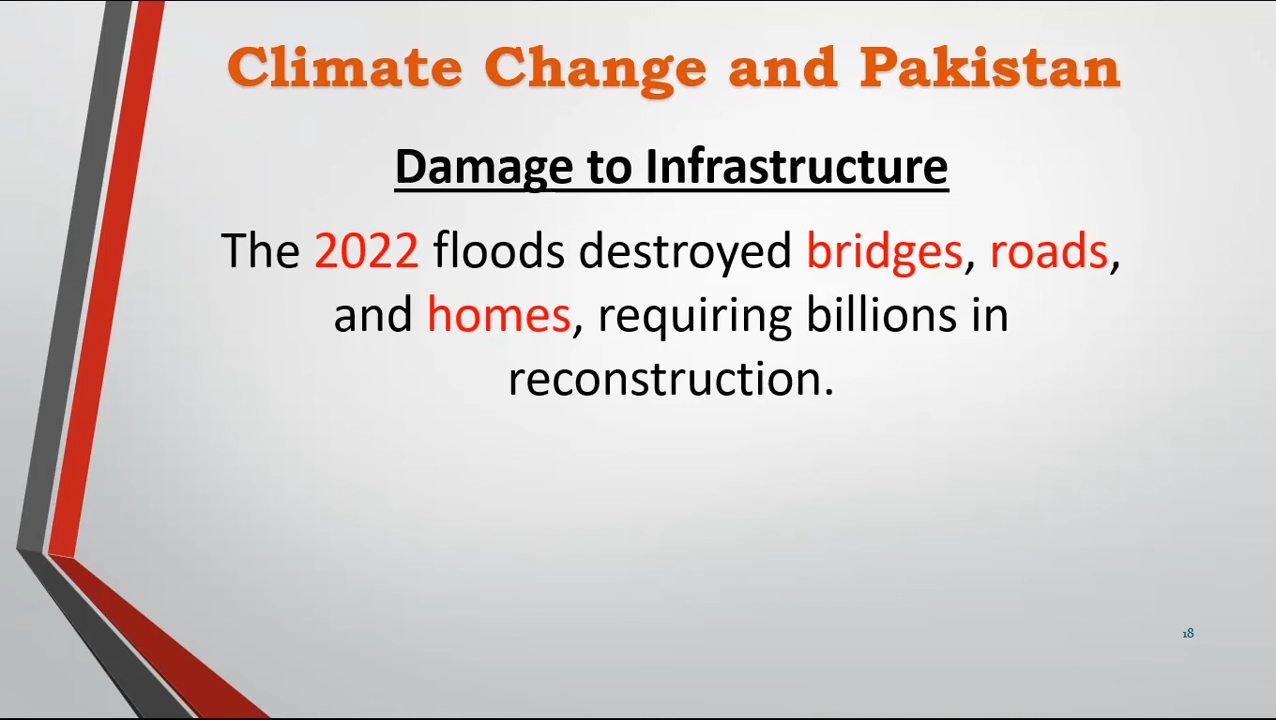 Climate Change and Pakistan
Damage to Infrastructure
The 2022 floods destroyed bridges, roads,
and homes, requiring billions in
reconstruction.
18